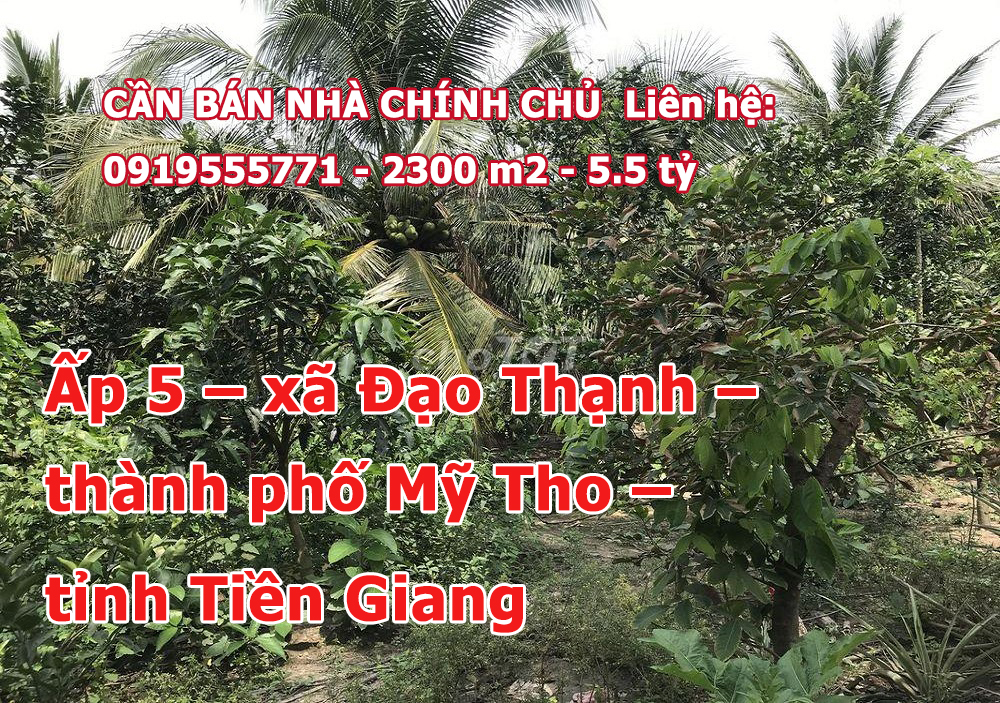 CẦN BÁN NHÀ CHÍNH CHỦ Liên hệ:
0919555771 - 2300 m2 - 5.5 tỷ
Ấp 5 – xã Đạo Thạnh –
thành phố Mỹ Tho –
tỉnh Tiền Giang